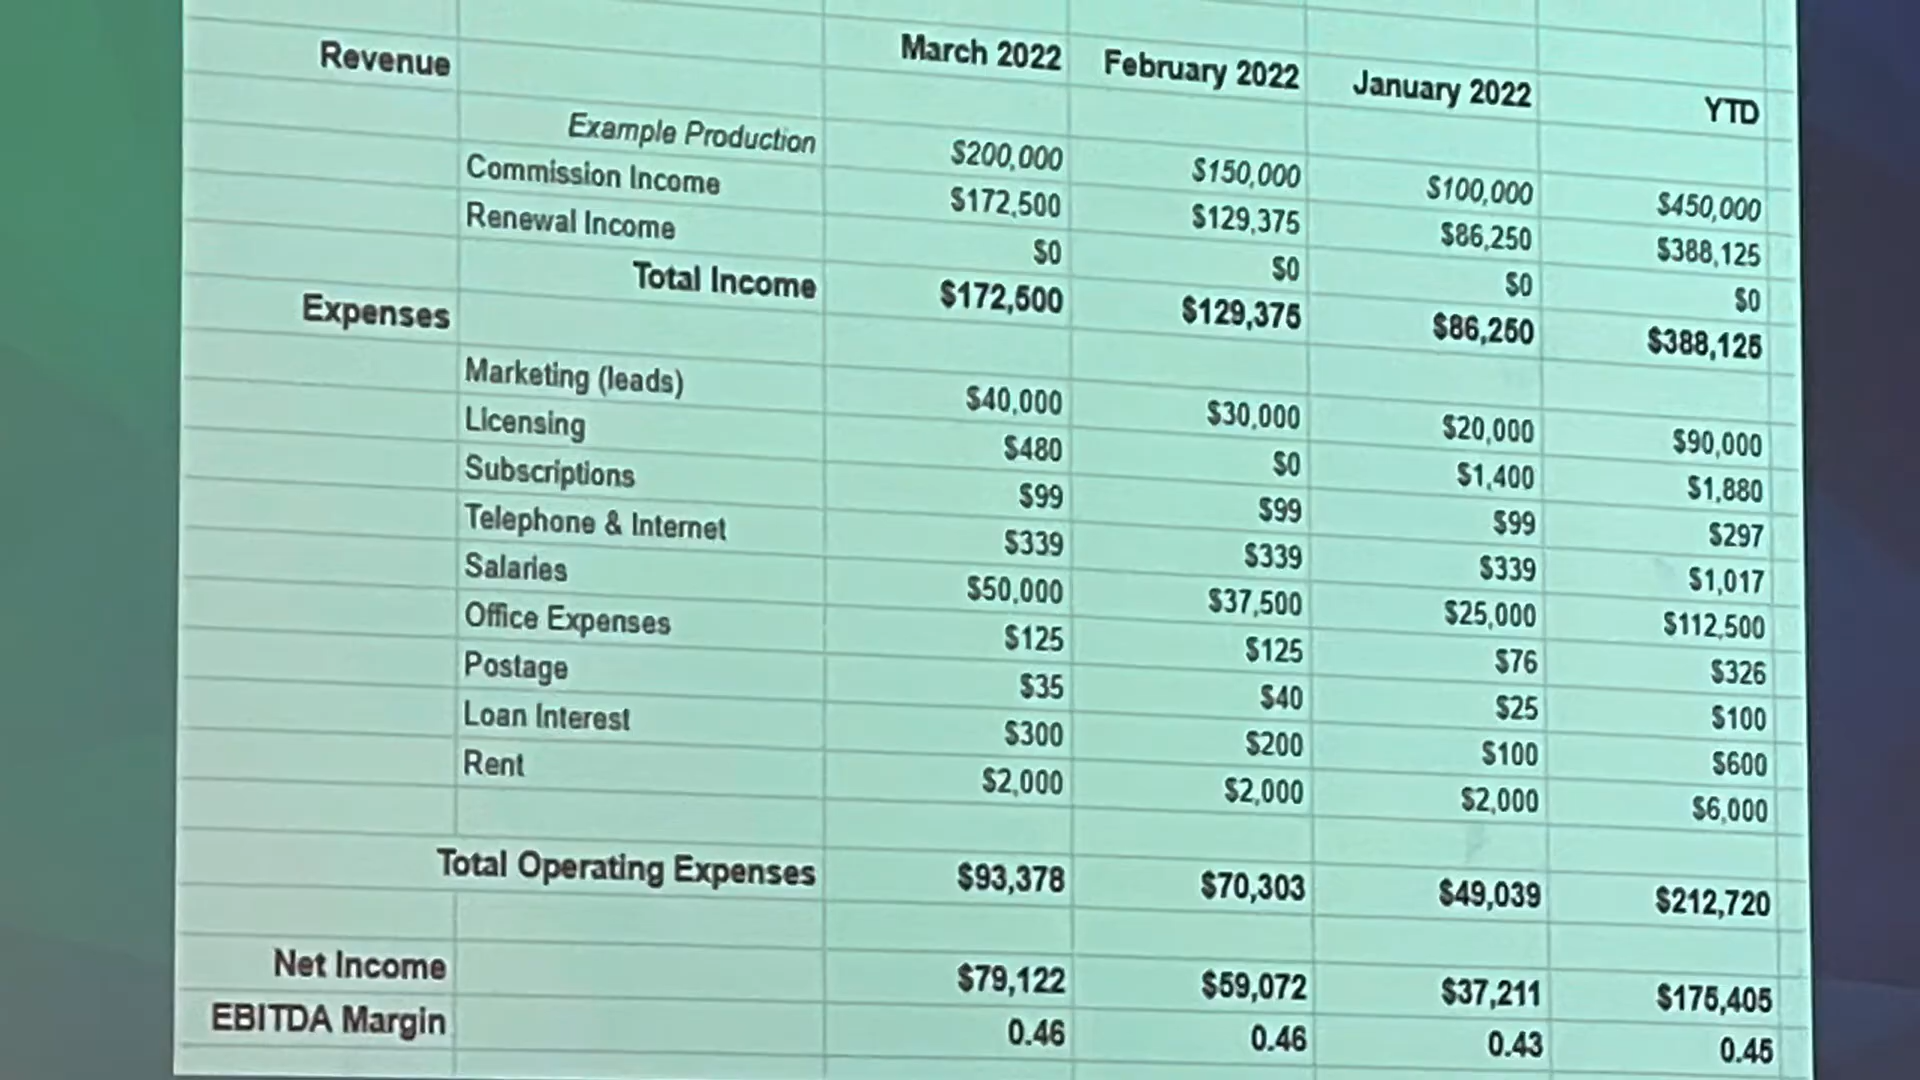 Revenue March 2022 February 2022 January 2022 YTD
Example Production $200,000 $150,000 $100,000 $450,000
Commission Income $172,500 $129,375 $86,250 $388,125
Renewal Income $0 $0 $0 $0
Total Income $172,500 $129,375 $86,250 $388,125
Expenses
Marketing (leads) $40,000 $30,000 $20,000 $90,000
Licensing $480 $0 $1,400 $1,880
Subscriptions $99 $99 $99 $297
Telephone & Internet $339 $339 $339 $1,017
Salaries $50,000 $37,500 $25,000 $112,500
Office Expenses $125 $125 $76 $326
Postage $35 $40 $25 $100
Loan Interest $300 $200 $100 $600
Rent $2,000 $2,000 $2,000 $6,000
Total Operating Expenses $93,378 $70,303 $49,039 $212,720
Net Income $79,122 $59,072 $37,211 $175,405
EBITDA Margin 0.46 0.46 0.43 0.45